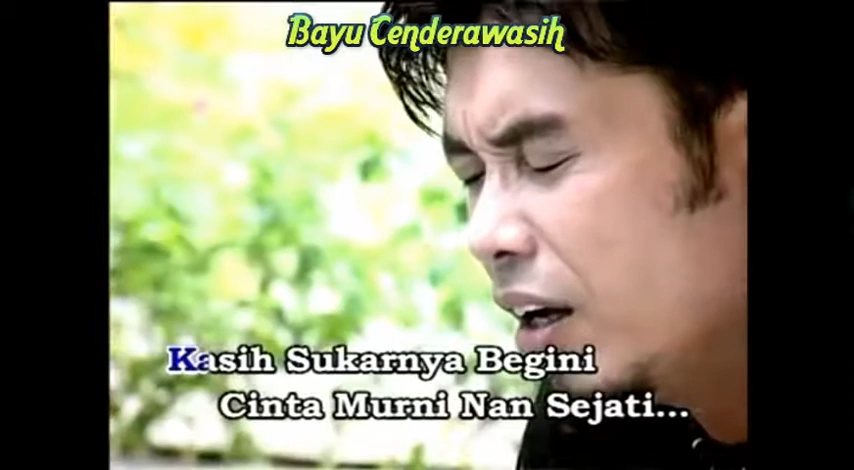 Bayu Cenderawasih
Kasih Sukarnya Begini
Cinta Murni Nan Sejati...